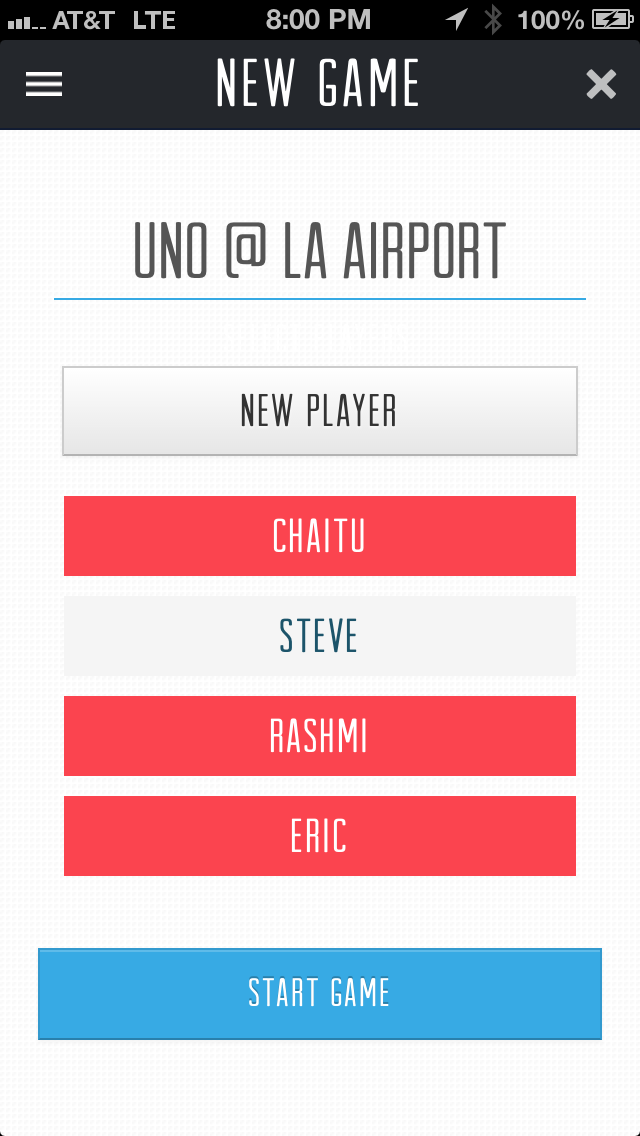 AT&T LTE 8:00 PM 100%
NEW GAME
UNO @ LA AIRPORT
NEW PLAYER
CHAITU
STEVE
RASHMI
ERIC
START GAME